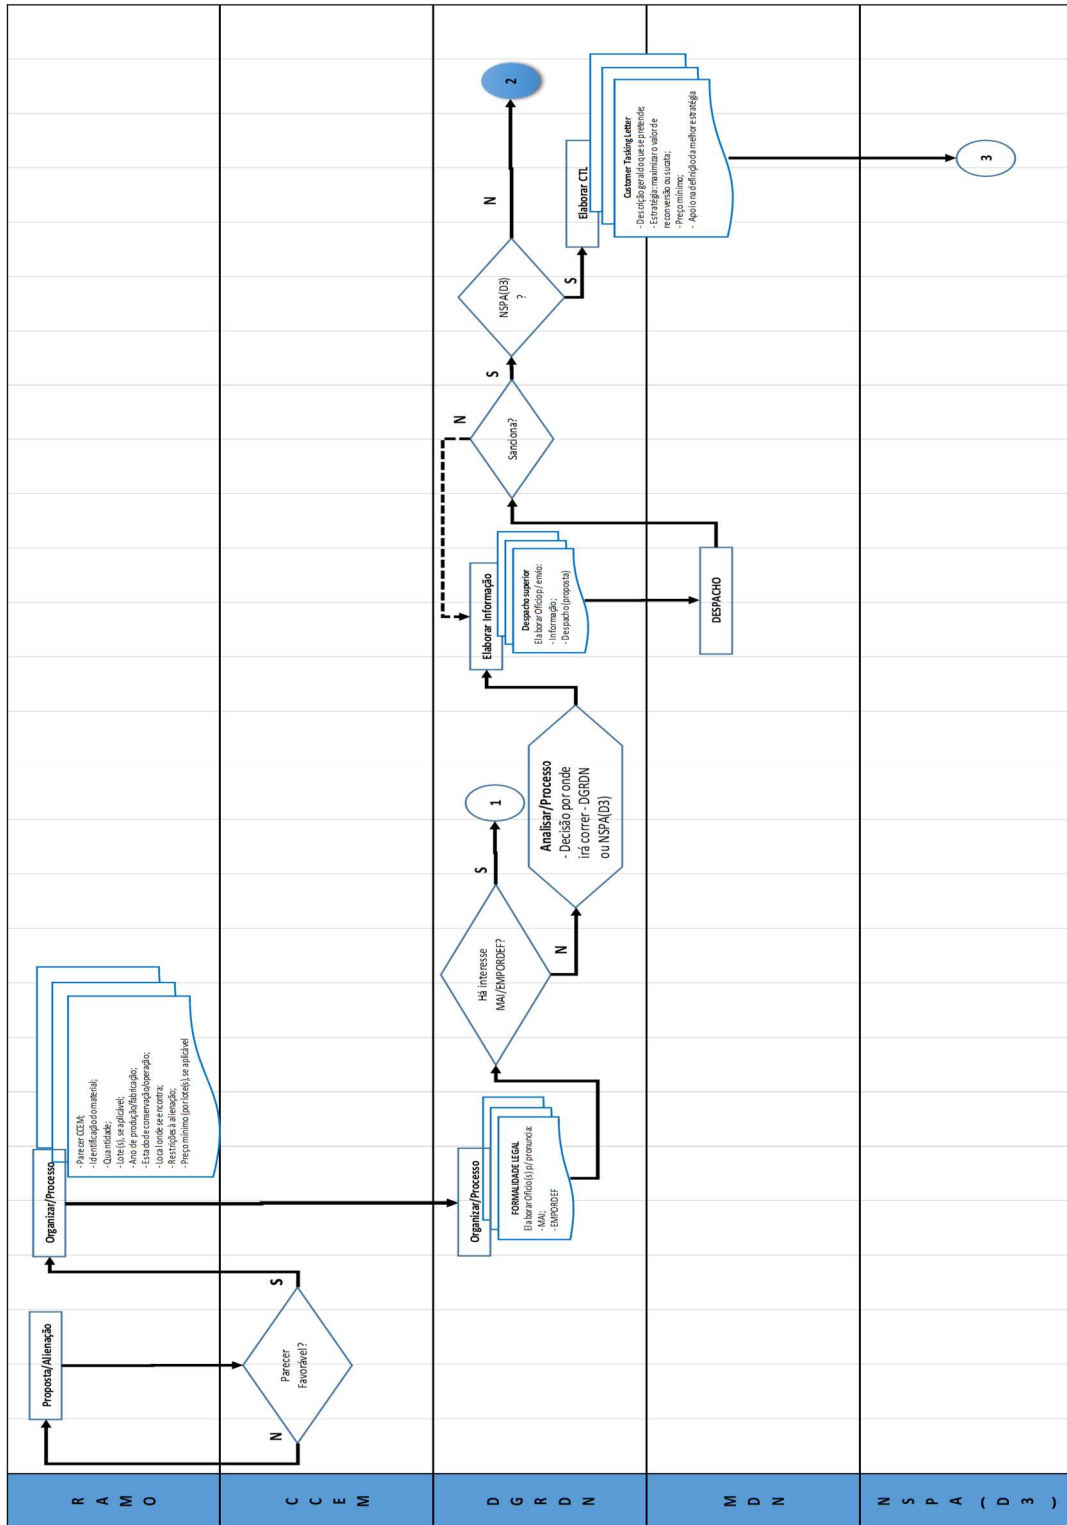 RAMO
Proposta/Alienação
Organizar/Processo
- Parecer CCEM;
- Identificação do material;
- Quantidade;
- Lote(s), se aplicável;
- Ano de produção/fabricação;
- Estado de conservação/operação;
- Local onde se encontra;
- Restrições à alienação;
- Preço mínimo (por lote(s), se aplicável
CCEM
Parecer
Favorável?
N
S
DGRDN
Organizar/Processo
FORMALIDADE LEGAL
Elaborar Ofício(s) p/ pronuncia:
- MAI;
- EMPORDEF
Há interesse
MAI/EMPORDEF?
S
1
N
Analisar/Processo
- Decisão por onde
irá correr - DGRDN
ou NSPA(D3)
Elaborar Informação
Despacho superior
Elaborar Ofício p/ envio:
- Informação;
- Despacho (proposta)
N
Sanciona?
S
NSPA(D3)
?
N
2
S
Elaborar CTL
Customer Tasking Letter
- Descrição geral do que se pretende;
- Estratégia: maximizar o valor de
reconversão ou sucata;
- Preço mínimo;
- Apoio na definição da melhor estratégia
MDN
DESPACHO
NSPA (D3)
3